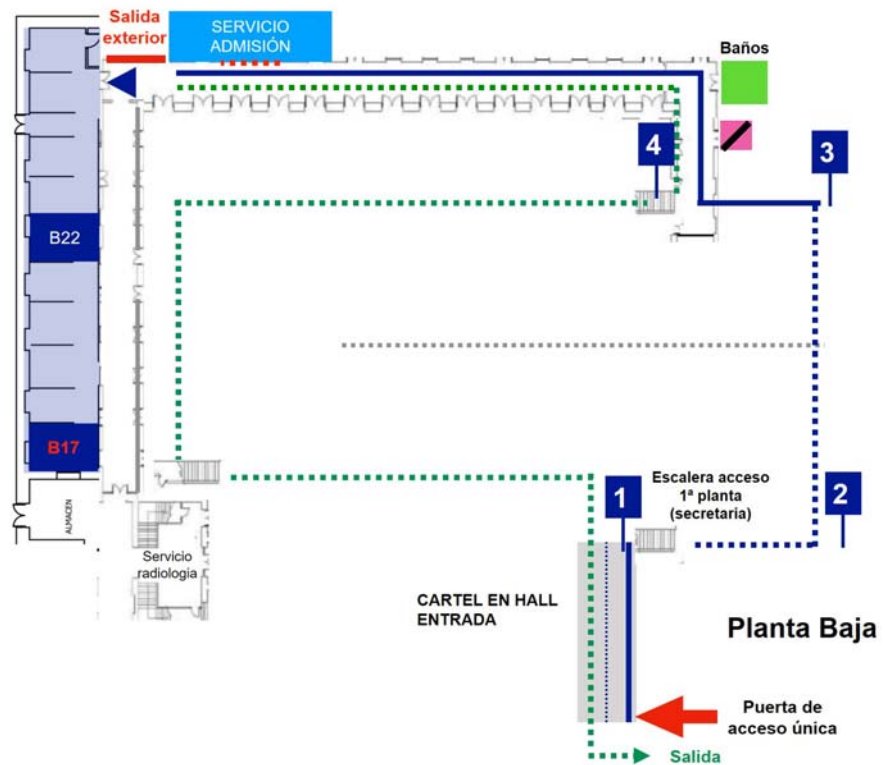 Salida
exterior
SERVICIO
ADMISIÓN
Baños
4
3
B22
B17
ALMACEN
Servicio
radiología
Escalera acceso
1ª planta
(secretaria)
1
2
CARTEL EN HALL
ENTRADA
Planta Baja
Puerta de
acceso única
Salida